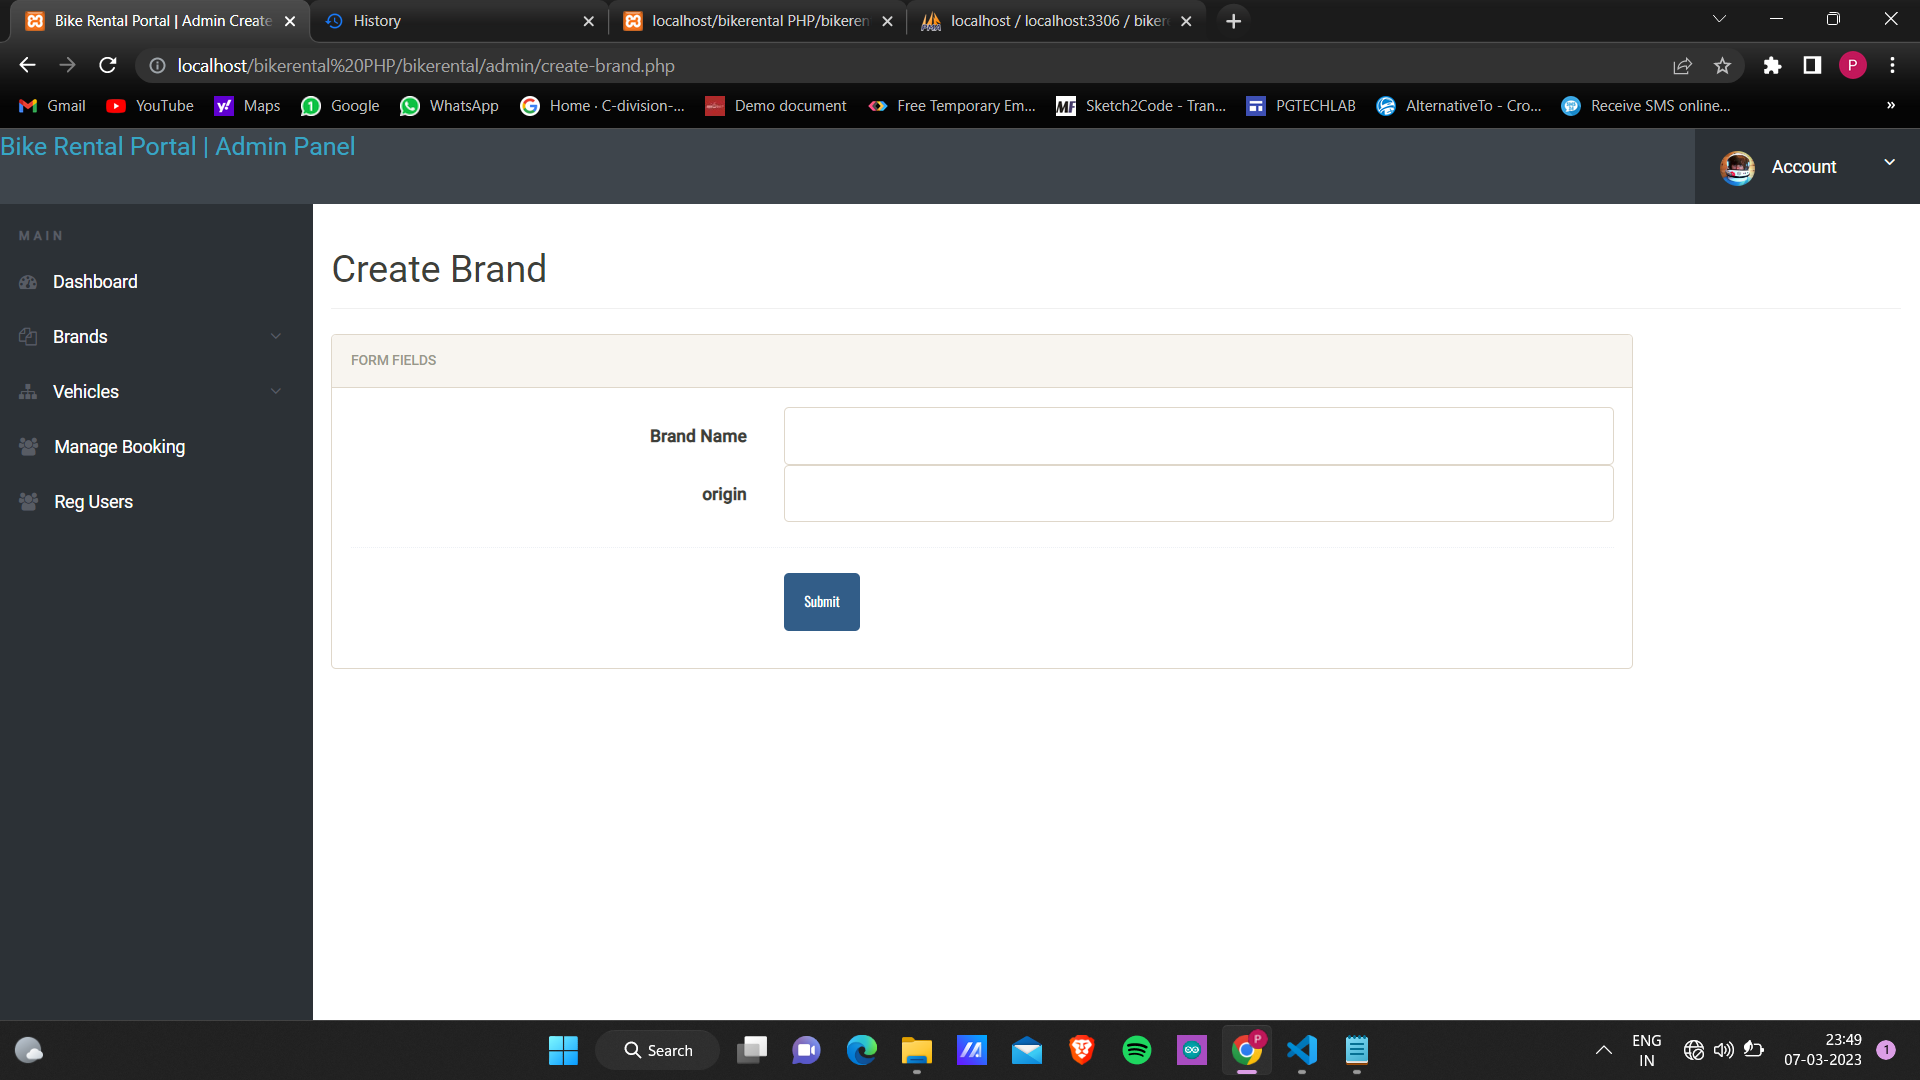 Bike Rental Portal | Admin Create
History
localhost/bikerental PHP/bikeren
localhost / localhost:3306 / biker
localhost/bikerental%20PHP/bikerental/admin/create-brand.php
P
Gmail
YouTube
Maps
Google
WhatsApp
Home · C-division-...
Demo document
Free Temporary Em...
Sketch2Code - Tran...
PGTECHLAB
AlternativeTo - Cro...
Receive SMS online...
»
Bike Rental Portal | Admin Panel
Account
MAIN
Dashboard
Brands
Vehicles
Manage Booking
Reg Users
Create Brand
FORM FIELDS
Brand Name
origin
Submit
Search
P
ENG
IN
23:49
07-03-2023
1